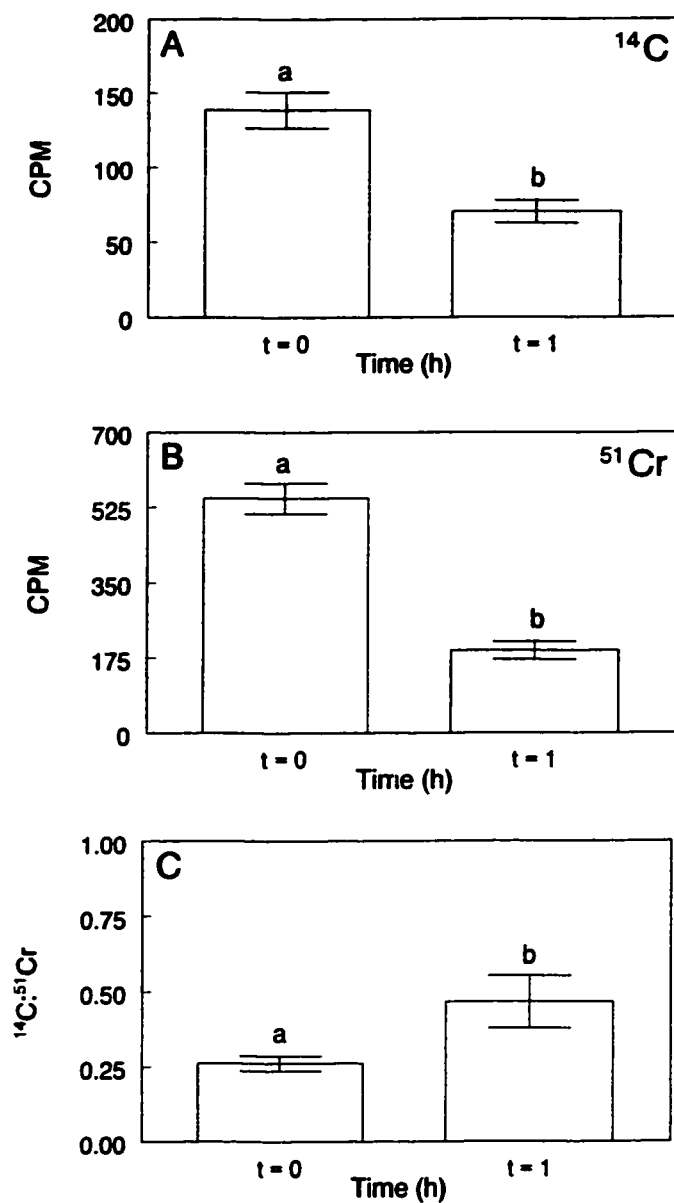 200
A
¹⁴C
a
150
CPM
100
b
50
0
t = 0
t = 1
Time (h)
700
B
⁵¹Cr
a
525
CPM
350
b
175
0
t = 0
t = 1
Time (h)
1.00
C
0.75
¹⁴C:⁵¹Cr
b
0.50
a
0.25
0.00
t = 0
t = 1
Time (h)